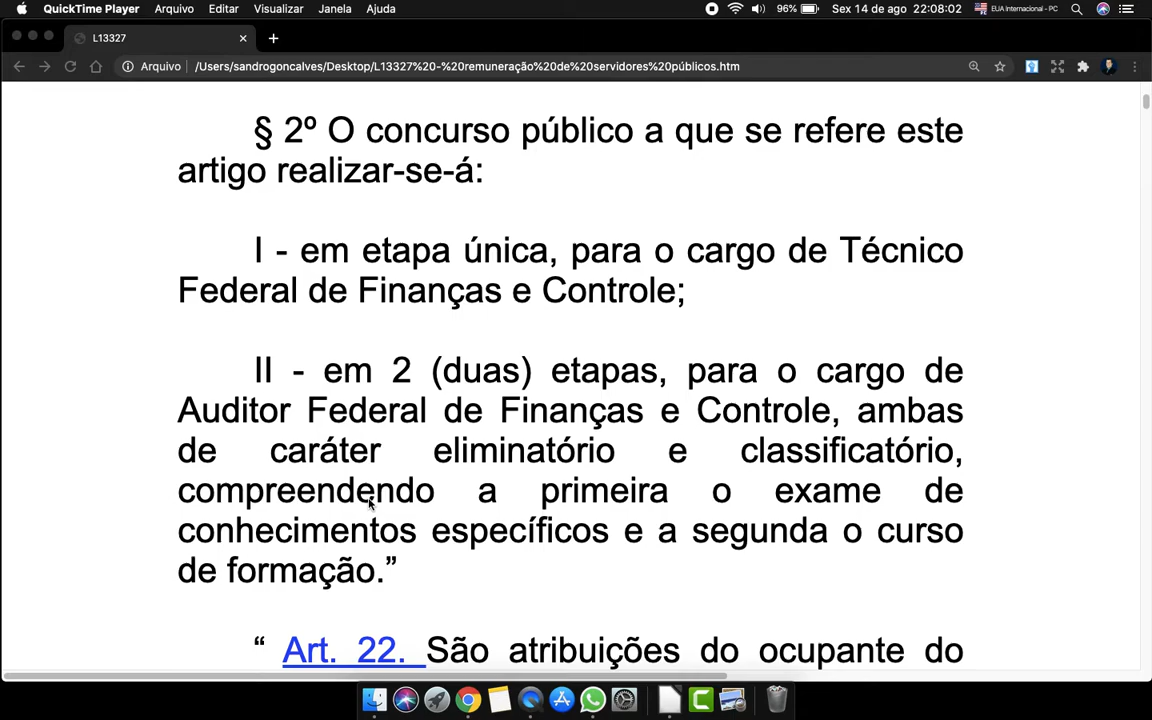 QuickTime Player Arquivo Editar Visualizar Janela Ajuda 96% Sex 14 de ago 22:08:02 EUA Internacional - PC
L13327
Arquivo /Users/sandrogoncalves/Desktop/L13327%20-%20remuneração%20de%20servidores%20públicos.htm
§ 2º O concurso público a que se refere este
artigo realizar-se-á:
I - em etapa única, para o cargo de Técnico
Federal de Finanças e Controle;
II - em 2 (duas) etapas, para o cargo de
Auditor Federal de Finanças e Controle, ambas
de caráter eliminatório e classificatório,
compreendendo a primeira o exame de
conhecimentos específicos e a segunda o curso
de formação.”
“ Art. 22. São atribuições do ocupante do